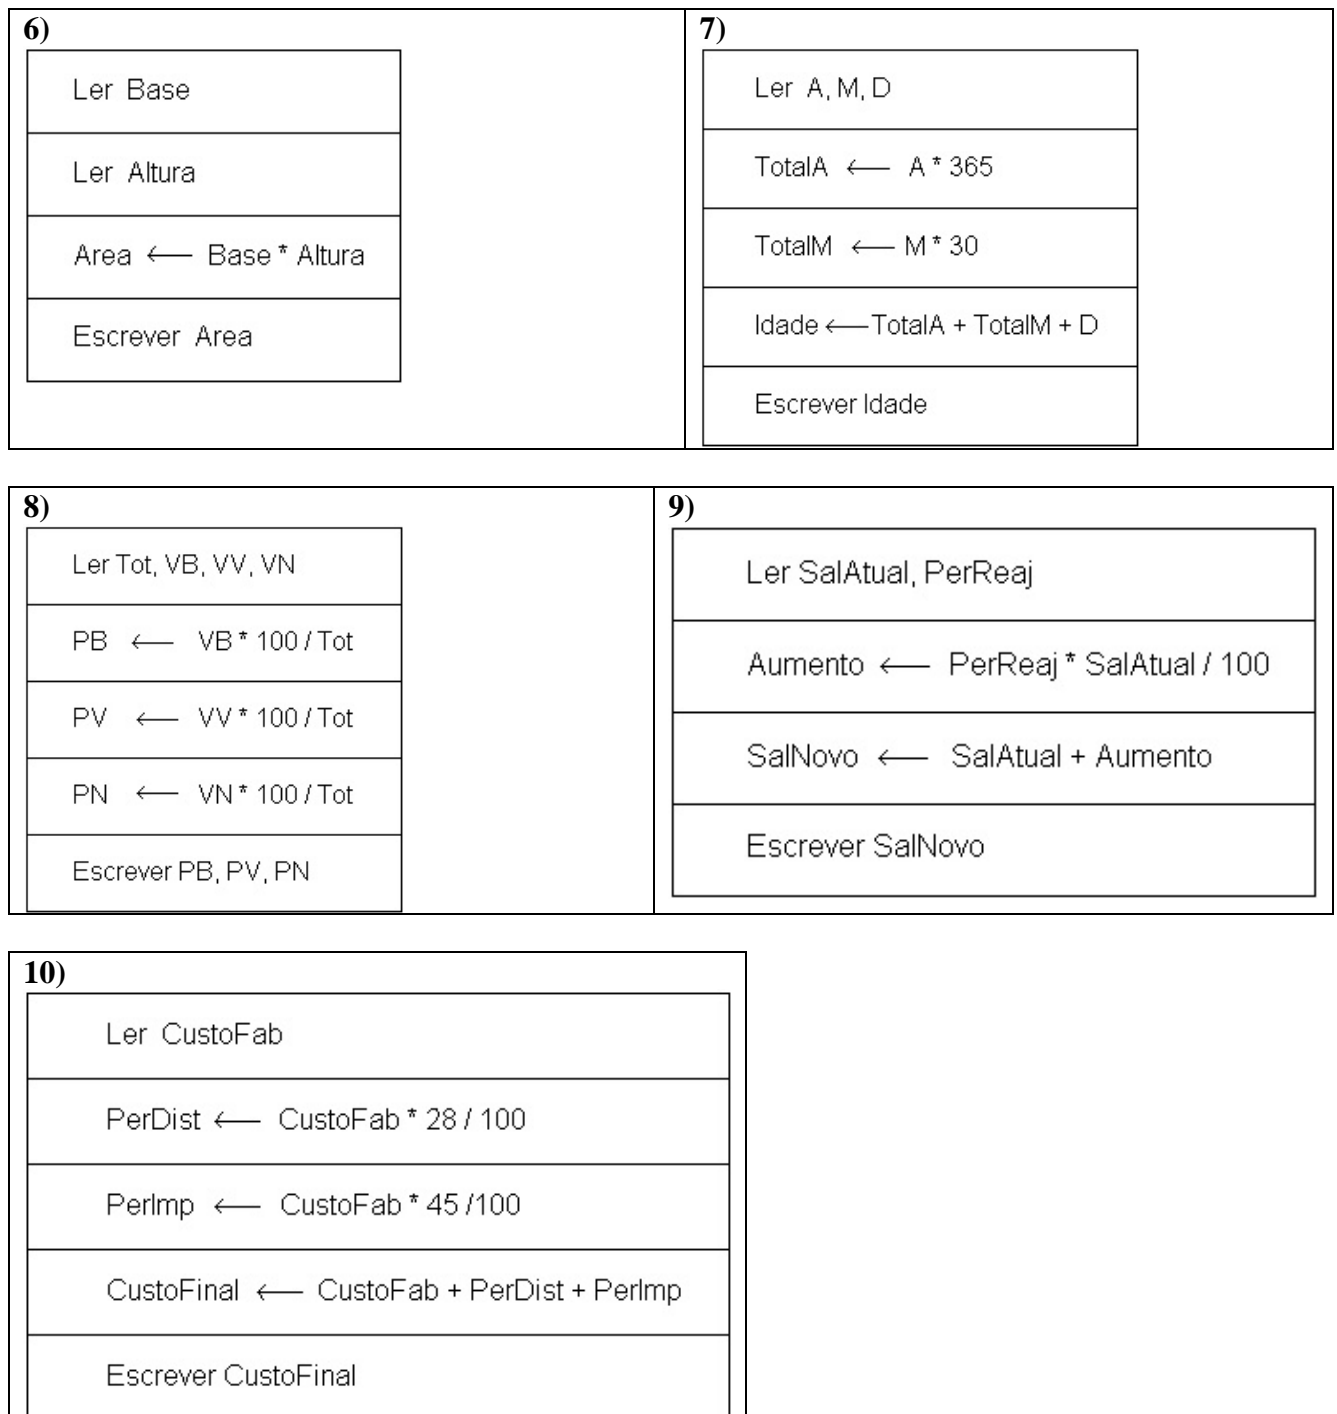 6)
Ler Base
Ler Altura
Area ← Base * Altura
Escrever Area
7)
Ler A, M, D
TotalA ← A * 365
TotalM ← M * 30
Idade ← TotalA + TotalM + D
Escrever Idade
8)
Ler Tot, VB, VV, VN
PB ← VB * 100 / Tot
PV ← VV * 100 / Tot
PN ← VN * 100 / Tot
Escrever PB, PV, PN
9)
Ler SalAtual, PerReaj
Aumento ← PerReaj * SalAtual / 100
SalNovo ← SalAtual + Aumento
Escrever SalNovo
10)
Ler CustoFab
PerDist ← CustoFab * 28 / 100
PerImp ← CustoFab * 45 /100
CustoFinal ← CustoFab + PerDist + PerImp
Escrever CustoFinal